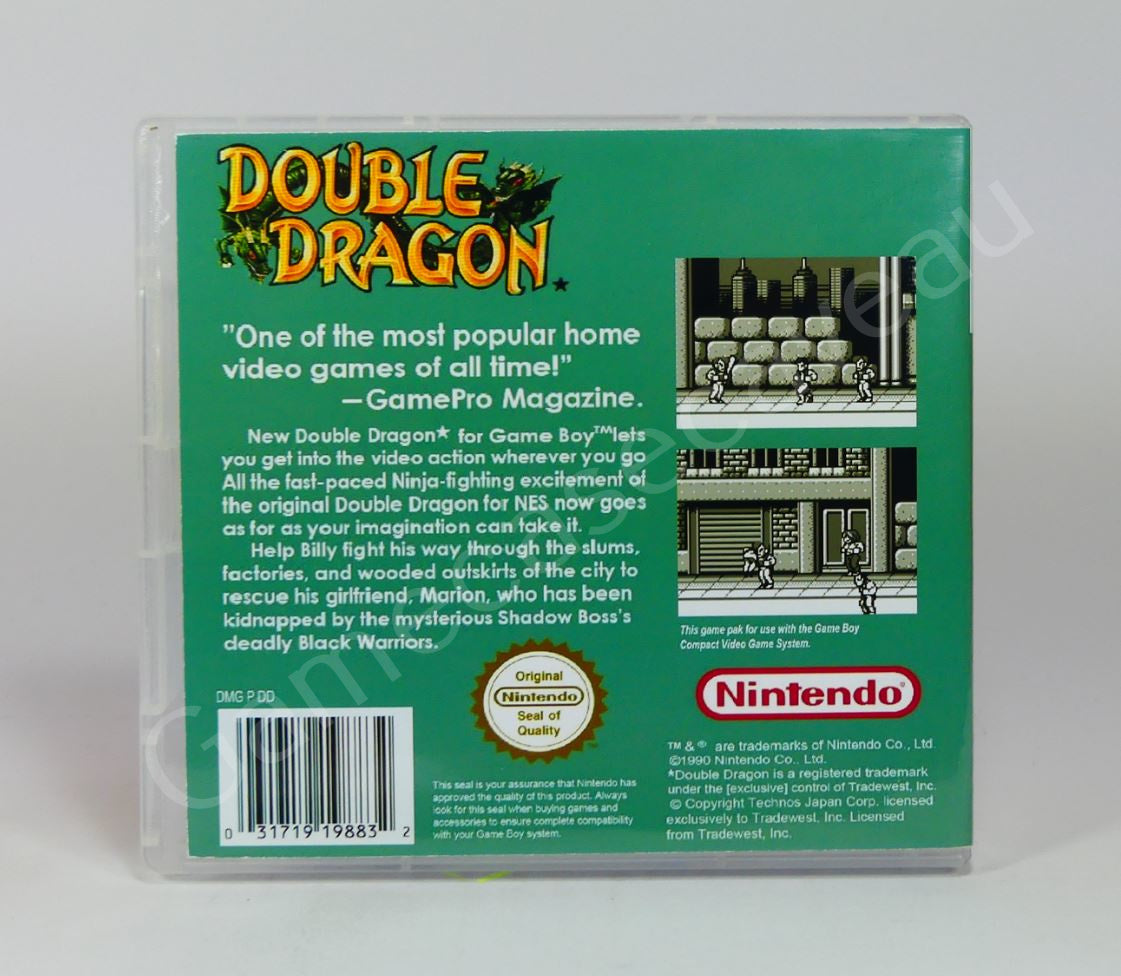 DOUBLE
DRAGON★
"One of the most popular home
video games of all time!"
—GamePro Magazine.
New Double Dragon★ for Game Boy™lets
you get into the video action wherever you go
All the fast-paced Ninja-fighting excitement of
the original Double Dragon for NES now goes
as for as your imagination can take it.
Help Billy fight his way through the slums,
factories, and wooded outskirts of the city to
rescue his girlfriend, Marion, who has been
kidnapped by the mysterious Shadow Boss's
deadly Black Warriors.
This game pak for use with the Game Boy
Compact Video Game System.
DMG P DD
0 31719 19883 2
Original
Nintendo
Seal of
Quality
This seal is your assurance that Nintendo has
approved the quality of this product. Always
look for this seal when buying games and
accessories to ensure complete compatibility
with your Game Boy system.
Nintendo®
TM & ® are trademarks of Nintendo Co., Ltd.
©1990 Nintendo Co., Ltd.
★Double Dragon is a registered trademark
under the [exclusive] control of Tradewest, Inc.
© Copyright Technos Japan Corp. licensed
exclusively to Tradewest, Inc. Licensed
from Tradewest, Inc.
Gamecaseceveau